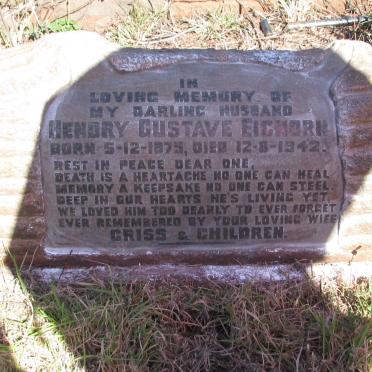 IN
LOVING MEMORY OF
MY DARLING HUSBAND
HENDRY GUSTAVE EICHORN
BORN 5-12-1875, DIED 12-8-1942.
REST IN PEACE DEAR ONE,
DEATH IS A HEARTACHE NO ONE CAN HEAL
MEMORY A KEEPSAKE NO ONE CAN STEEL.
DEEP IN OUR HEARTS HE'S LIVING YET
WE LOVED HIM TOO DEARLY TO EVER FORGET
EVER REMEMBERED BY YOUR LOVING WIFE
CRISS & CHILDREN.